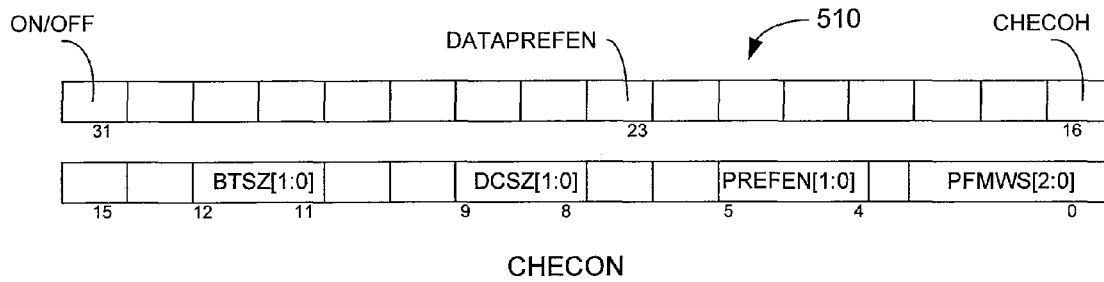 ON/OFF
DATAPREFEN
510
CHECOH
31 23 16
BTSZ[1:0] DCSZ[1:0] PREFEN[1:0] PFMWS[2:0]
15 12 11 9 8 5 4 0
CHECON